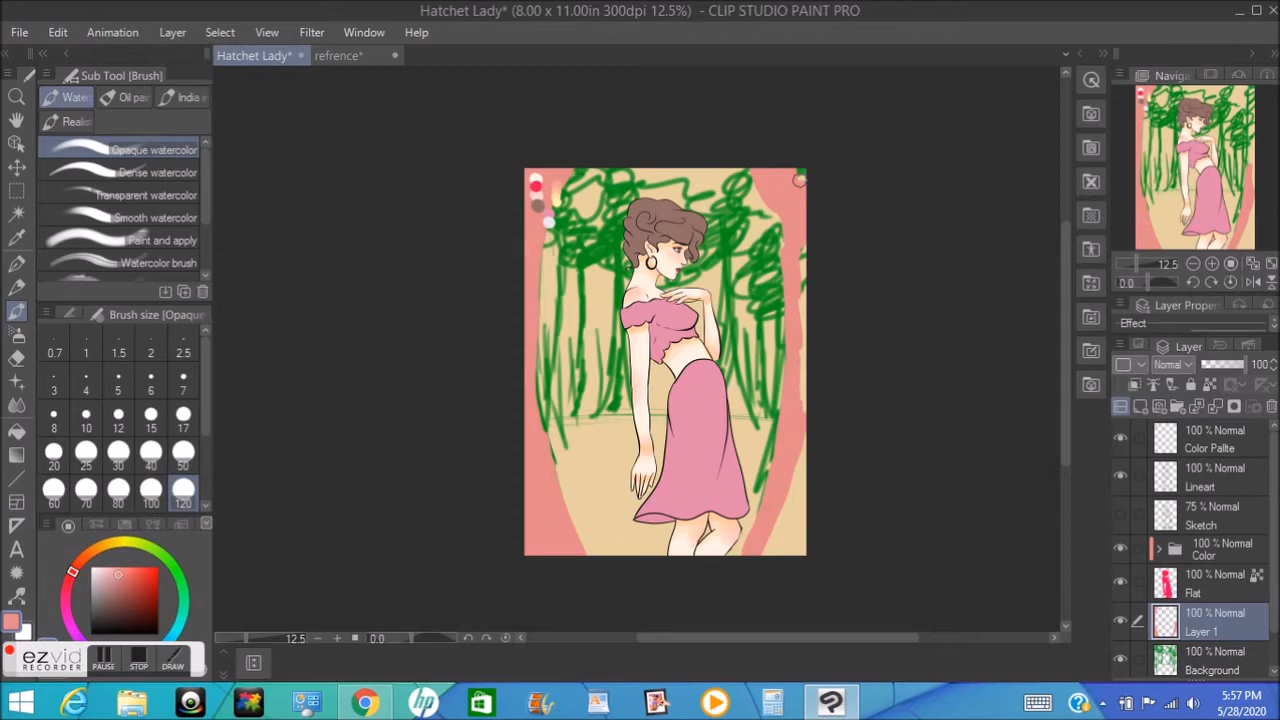 Hatchet Lady* (8.00 x 11.00in 300dpi 12.5%) - CLIP STUDIO PAINT PRO
File Edit Animation Layer Select View Filter Window Help
Hatchet Lady* refrence*
Sub Tool [Brush] Naviga
Wate Oil pa India i
Realis
Opaque watercolor
Dense watercolor
Transparent watercolor
Smooth watercolor
Paint and apply
Watercolor brush
12.5
0.0
Brush size [Opaque
Layer Proper
Effect
0.7 1 1.5 2 2.5
Layer
3 4 5 6 7
Normal 100
8 10 12 15 17
100 % Normal
Color Pallte
20 25 30 40 50
100 % Normal
Lineart
60 70 80 100 120
75 % Normal
Sketch
100 % Normal
Color
100 % Normal
Flat
100 % Normal
Layer 1
12.5 0.0
100 % Normal
Background
ezvid
RECORDER
PAUSE STOP DRAW
5:57 PM
5/28/2020